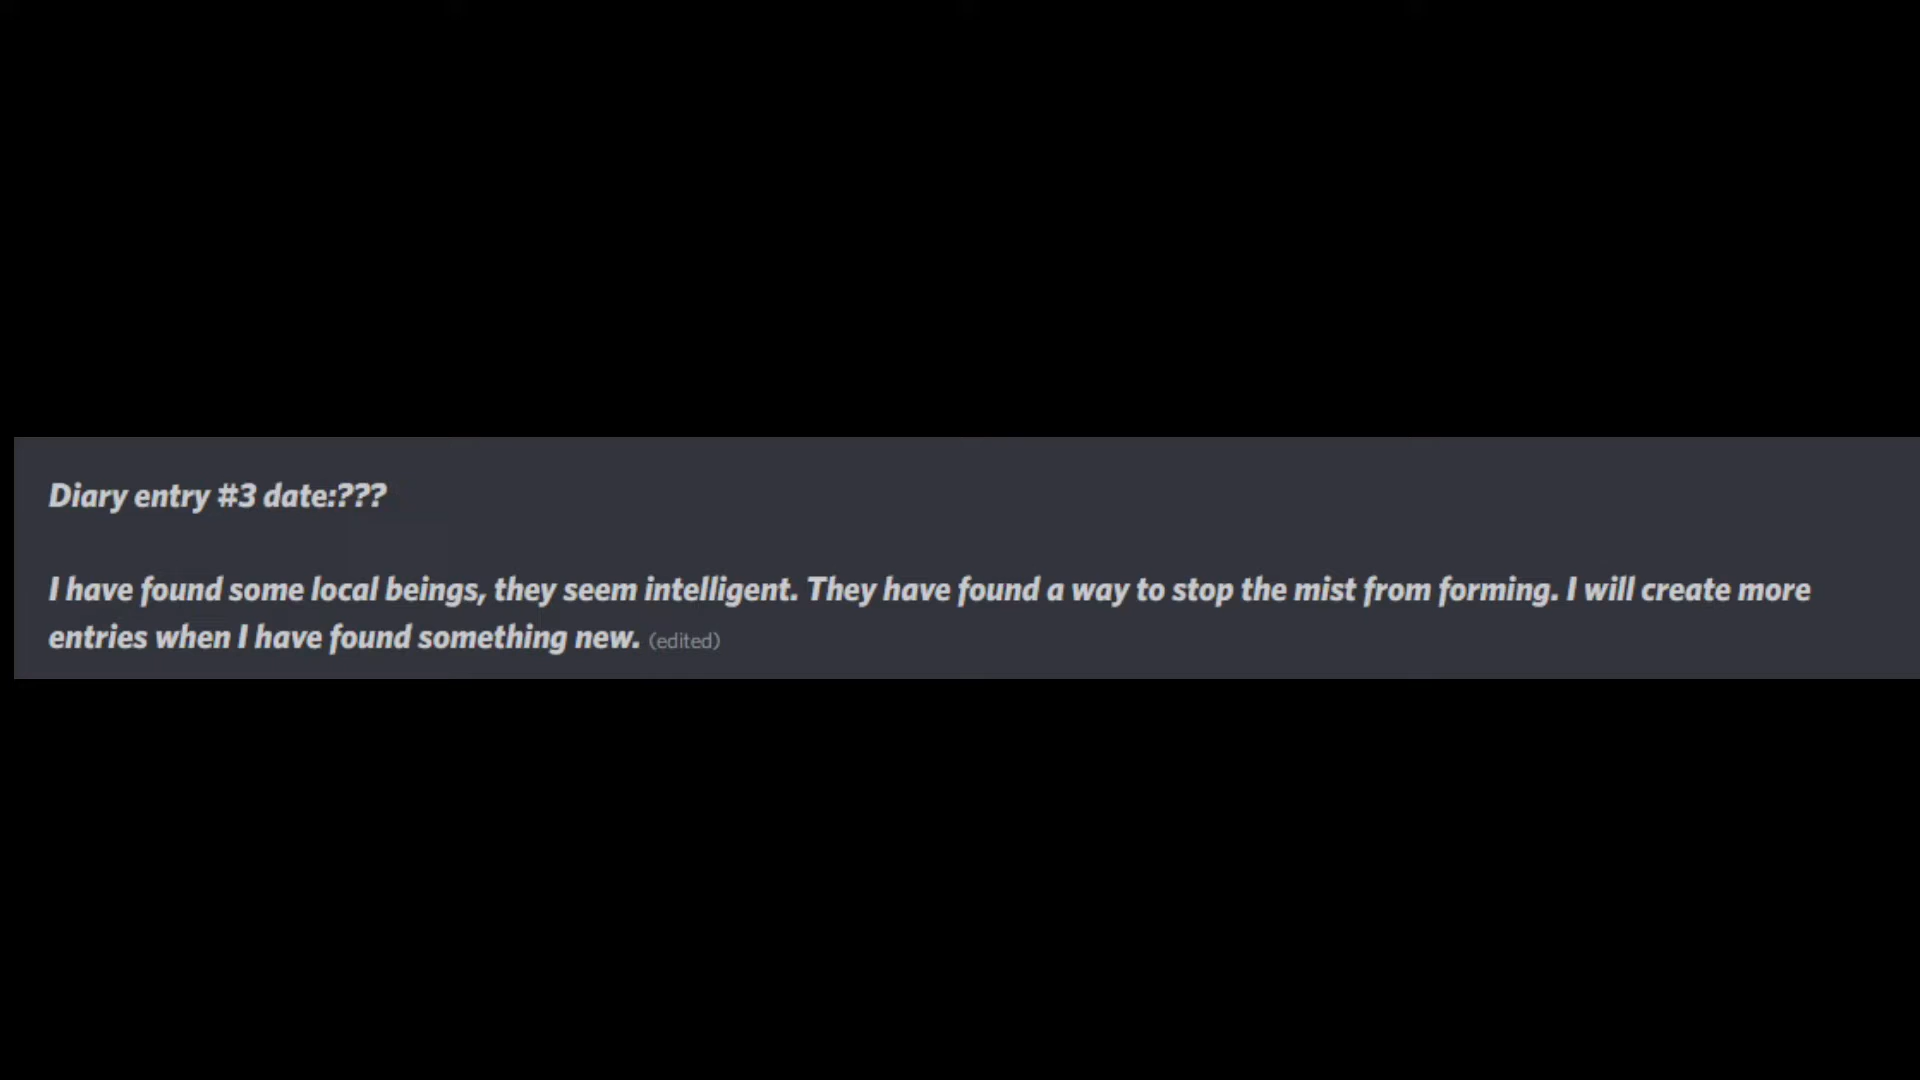 Diary entry #3 date:???
I have found some local beings, they seem intelligent. They have found a way to stop the mist from forming. I will create more
entries when I have found something new. (edited)